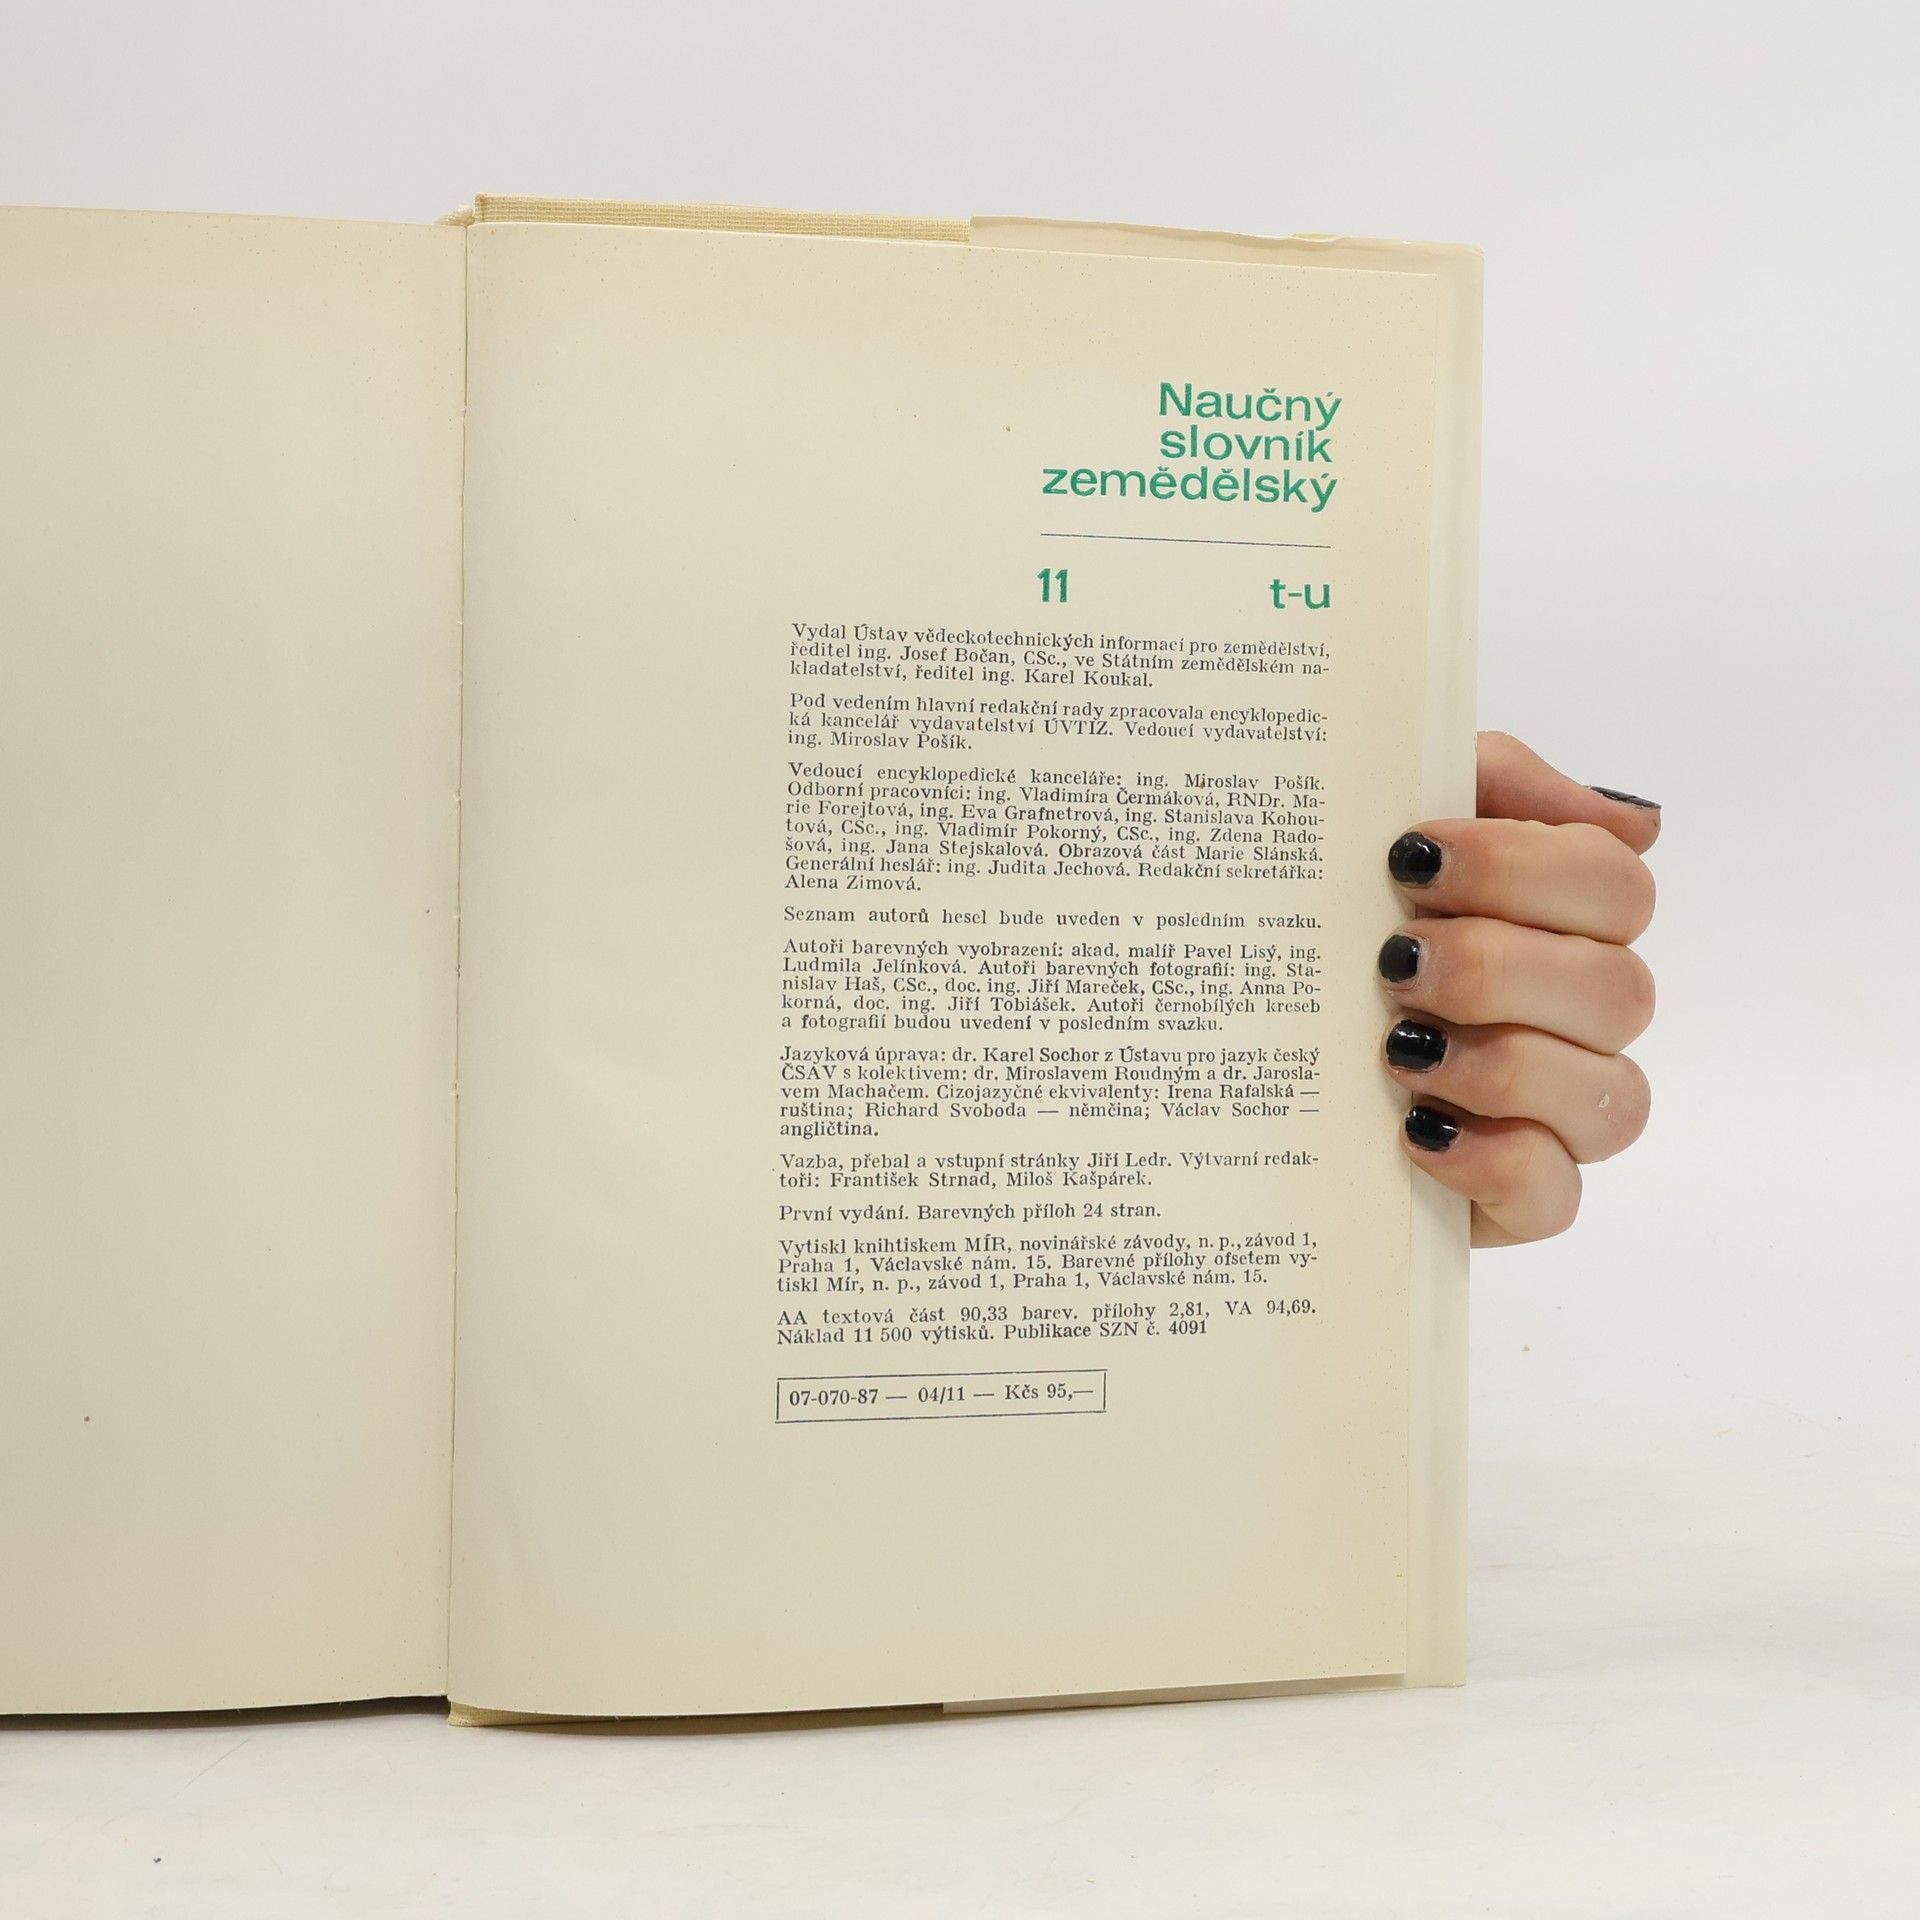 Naučný
slovník
zemědělský
11 t-u
Vydal Ústav vědeckotechnických informací pro zemědělství,
ředitel ing. Josef Bočan, CSc., ve Státním zemědělském na-
kladatelství, ředitel ing. Karel Koukal.
Pod vedením hlavní redakční rady zpracovala encyklopedic-
ká kancelář vydavatelství ÚVTIZ. Vedoucí vydavatelství:
ing. Miroslav Pošík.
Vedoucí encyklopedické kanceláře: ing. Miroslav Pošík.
Odborní pracovníci: ing. Vladimíra Čermáková, RNDr. Ma-
rie Forejtová, ing. Eva Grafnetrová, ing. Stanislava Kohou-
tová, CSc., ing. Vladimír Pokorný, CSc., ing. Zdena Rado-
šová, ing. Jana Stejskalová. Obrazová část Marie Slánská.
Generální heslář: ing. Judita Jechová. Redakční sekretářka:
Alena Zimová.
Seznam autorů hesel bude uveden v posledním svazku.
Autoři barevných vyobrazení: akad. malíř Pavel Lisý, ing.
Ludmila Jelínková. Autoři barevných fotografií: ing. Sta-
nislav Haš, CSc., doc. ing. Jiří Mareček, CSc., ing. Anna Po-
korná, doc. ing. Jiří Tobiášek. Autoři černobílých kreseb
a fotografií budou uvedení v posledním svazku.
Jazyková úprava: dr. Karel Sochor z Ústavu pro jazyk český
ČSAV s kolektivem: dr. Miroslavem Roudným a dr. Jarosla-
vem Machačem. Cizojazyčné ekvivalenty: Irena Rafalská —
ruština; Richard Svoboda — němčina; Václav Sochor —
angličtina.
Vazba, přebal a vstupní stránky Jiří Ledr. Výtvarní redak-
toři: František Strnad, Miloš Kašpárek.
První vydání. Barevných příloh 24 stran.
Vytiskl knihtiskem MÍR, novinářské závody, n. p., závod 1,
Praha 1, Václavské nám. 15. Barevné přílohy ofsetem vy-
tiskl Mír, n. p., závod 1, Praha 1, Václavské nám. 15.
AA textová část 90,33 barev. přílohy 2,81, VA 94,69.
Náklad 11 500 výtisků. Publikace SZN č. 4091
07-070-87 — 04/11 — Kčs 95,—